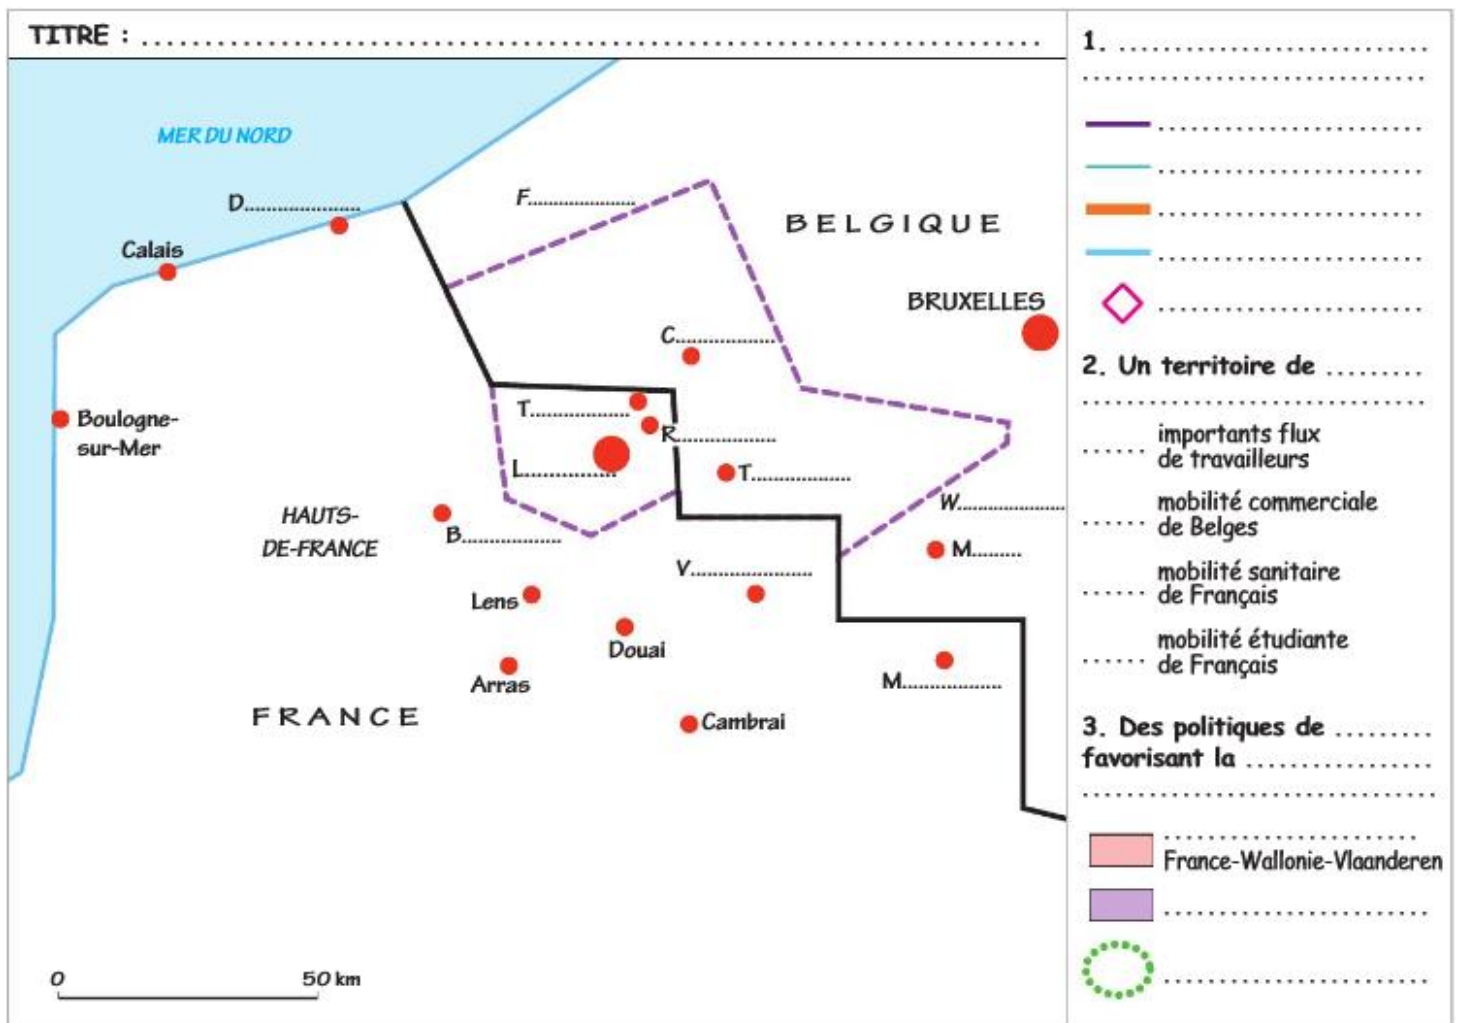 TITRE : ........................................
MER DU NORD
D....................
F....................
Calais
BELGIQUE
BRUXELLES
C....................
T....................
Boulogne-
sur-Mer
R....................
L....................
T....................
W....................
HAUTS-
DE-FRANCE
B....................
M.........
V....................
Lens
Douai
Arras
M....................
FRANCE
Cambrai
0 50 km
1. ..............................
..............................
..............................
..............................
..............................
..............................
..............................
2. Un territoire de .........
..............................
...... importants flux
de travailleurs
...... mobilité commerciale
de Belges
...... mobilité sanitaire
de Français
...... mobilité étudiante
de Français
3. Des politiques de .........
favorisant la .................
..............................
..............................
France-Wallonie-Vlaanderen
..............................
..............................